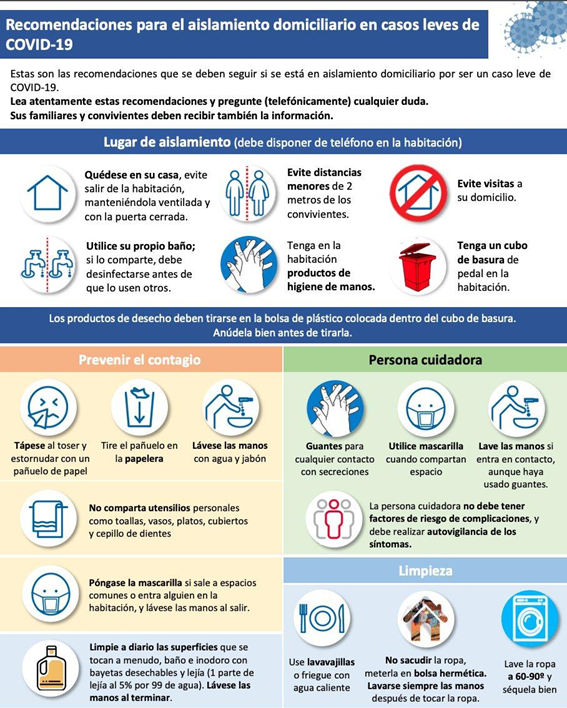 Recomendaciones para el aislamiento domiciliario en casos leves de
COVID-19
Estas son las recomendaciones que se deben seguir si se está en aislamiento domiciliario por ser un caso leve de
COVID-19.
Lea atentamente estas recomendaciones y pregunte (telefónicamente) cualquier duda.
Sus familiares y convivientes deben recibir también la información.
Lugar de aislamiento (debe disponer de teléfono en la habitación)
Quédese en su casa, evite
salir de la habitación,
manteniéndola ventilada y
con la puerta cerrada.
Evite distancias
menores de 2
metros de los
convivientes.
Evite visitas a
su domicilio.
Utilice su propio baño;
si lo comparte, debe
desinfectarse antes de
que lo usen otros.
Tenga en la
habitación
productos de
higiene de manos.
Tenga un cubo
de basura de
pedal en la
habitación.
Los productos de desecho deben tirarse en la bolsa de plástico colocada dentro del cubo de basura.
Anúdela bien antes de tirarla.
Prevenir el contagio
Tápese al toser y
estornudar con un
pañuelo de papel
Tire el pañuelo en
la papelera
Lávese las manos
con agua y jabón
No comparta utensilios personales
como toallas, vasos, platos, cubiertos
y cepillo de dientes
Póngase la mascarilla si sale a espacios
comunes o entra alguien en la
habitación, y lávese las manos al salir.
Limpie a diario las superficies que se
tocan a menudo, baño e inodoro con
bayetas desechables y lejía (1 parte
de lejía al 5% por 99 de agua). Lávese
las manos al terminar.
Persona cuidadora
Guantes para
cualquier contacto
con secreciones
Utilice mascarilla
cuando compartan
espacio
Lave las manos si
entra en contacto,
aunque haya
usado guantes.
La persona cuidadora no debe tener
factores de riesgo de complicaciones, y
debe realizar autovigilancia de los
síntomas.
Limpieza
Use lavavajillas
o friegue con
agua caliente
No sacudir la ropa,
meterla en bolsa hermética.
Lavarse siempre las manos
después de tocar la ropa.
Lave la ropa
a 60-90º y
séquela bien